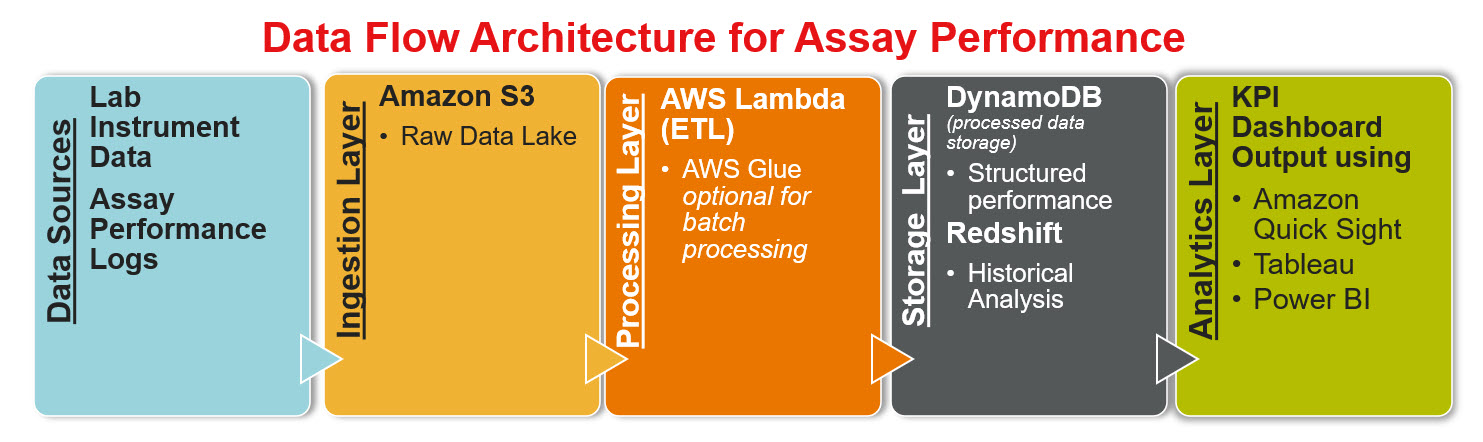 Data Flow Architecture for Assay Performance
Data Sources
Lab
Instrument
Data
Assay
Performance
Logs
Ingestion Layer
Amazon S3
• Raw Data Lake
Processing Layer
AWS Lambda
(ETL)
• AWS Glue
optional for
batch
processing
Storage Layer
DynamoDB
(processed data
storage)
• Structured
performance
Redshift
• Historical
Analysis
Analytics Layer
KPI
Dashboard
Output using
• Amazon
Quick Sight
• Tableau
• Power BI